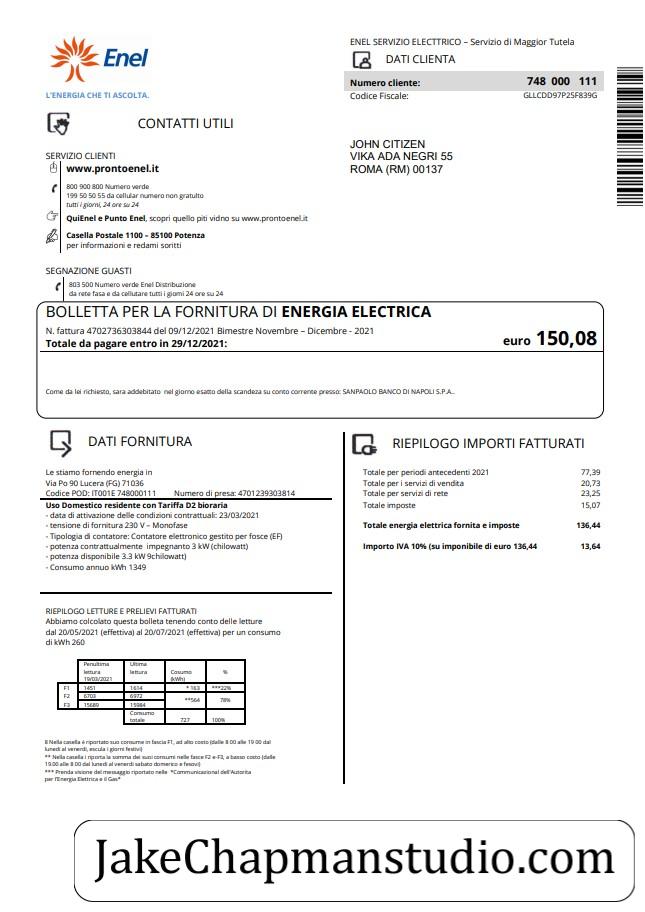 Enel
L'ENERGIA CHE TI ASCOLTA.
ENEL SERVIZIO ELECTTRICO – Servizio di Maggior Tutela
DATI CLIENTA
Numero cliente: 748 000 111
Codice Fiscale: GLLCDD97P25F839G
CONTATTI UTILI
JOHN CITIZEN
VIKA ADA NEGRI 55
ROMA (RM) 00137
SERVIZIO CLIENTI
www.prontoenel.it
800 900 800 Numero verde
199 50 50 55 da cellular numero non gratulto
tutti i giorni, 24 ore su 24
QuiEnel e Punto Enel, scopri quello piti vidno su www.prontoenel.it
Casella Postale 1100 – 85100 Potenza
per informazioni e redami soritti
SEGNAZIONE GUASTI
803 500 Numero verde Enel Distribuzione
da rete fasa e da cellutare tutti i giomi 24 ore su 24
BOLLETTA PER LA FORNITURA DI ENERGIA ELECTRICA
N. fattura 4702736303844 del 09/12/2021 Bimestre Novembre – Dicembre - 2021
Totale da pagare entro in 29/12/2021: euro 150,08
Come da lei richiesto, sara addebitato nel giorno esatto della scandeza su conto corrente presso: SANPAOLO BANCO DI NAPOLI S.P.A..
DATI FORNITURA
Le stiamo fornendo energia in
Via Po 90 Lucera (FG) 71036
Codice POD: IT001E 748000111 Numero di presa: 4701239303814
Uso Domestico residente con Tariffa D2 bioraria
- data di attivazione delle condizioni contrattuali: 23/03/2021
- tensione di fornitura 230 V – Monofase
- Tipologia di contatore: Contatore elettronico gestito per fosce (EF)
- potenza contrattualmente impegnanto 3 kW (chilowatt)
- potenza disponibile 3.3 kW 9chilowatt)
- Consumo annuo kWh 1349
RIEPILOGO IMPORTI FATTURATI
Totale per periodi antecedenti 2021 77,39
Totale per i servizi di vendita 20,73
Totale per servizi di rete 23,25
Totale imposte 15,07
Totale energia elettrica fornita e imposte 136,44
Importo IVA 10% (su imponibile di euro 136,44 13,64
RIEPILOGO LETTURE E PRELIEVI FATTURATI
Abbiamo colcolato questa bolleta tenendo conto delle letture
dal 20/05/2021 (effettiva) al 20/07/2021 (effettiva) per un consumo
di kWh 260
Penultima lettura 19/03/2021 Ultima lettura Cosumo (kWh) %
F1 1451 1614 * 163 ***22%
F2 6703 6972 **564 78%
F3 15689 15984
Consumo totale 727 100%
8 Nella casella é riportato suo consume in fascia F1, ad alto costo (dalle 8 00 alle 19 00 dal
lunedi al venerdi, escula i giorni festivi)
** Nella casella i riporta la somma dei suoi consumi nelle fasce F2 e-F3, a basso costo (dalle
19.00 alle 8 00 dal lunedi al venerdi sabato domerico e fesovi)
*** Prenda visione del messaggio riportado nelle *Communicazional dell'Autorita
per l'Energia Elettrica e il Gas*
JakeChapmanstudio.com